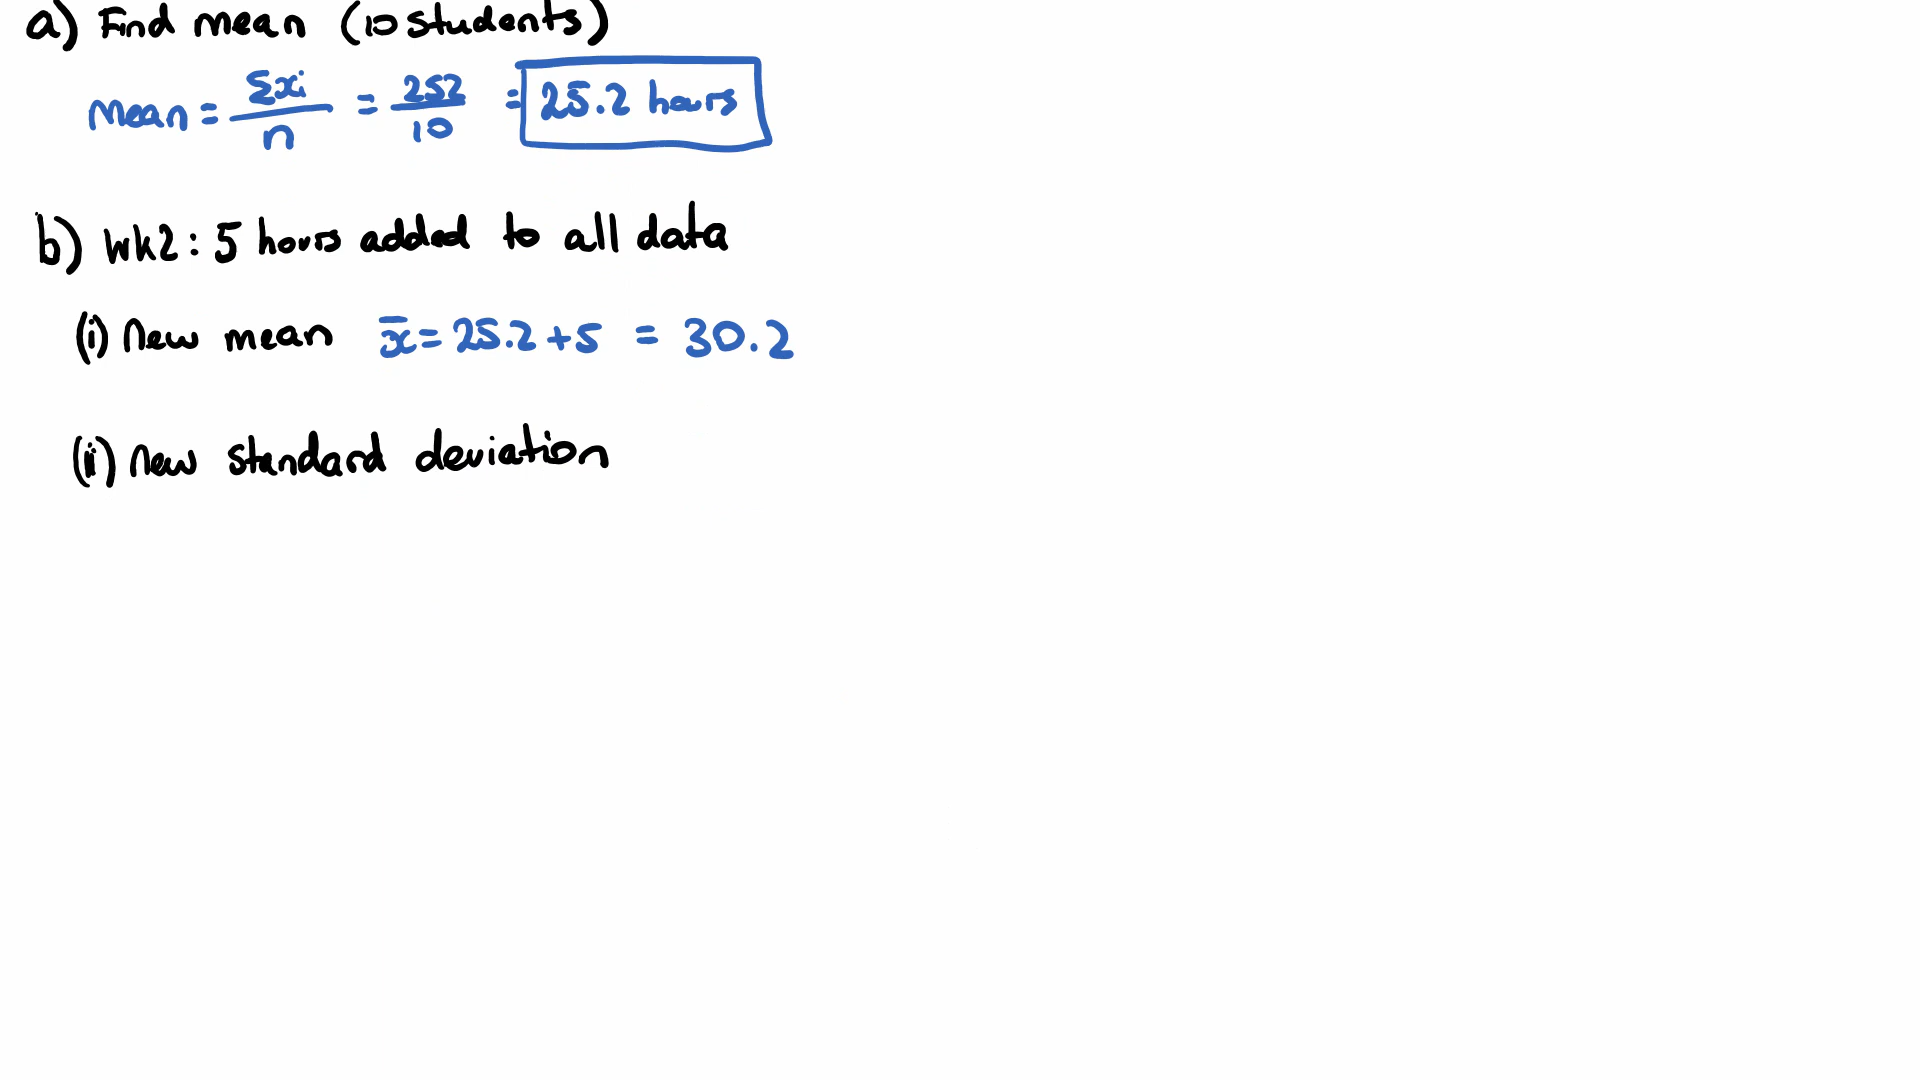 a) Find mean (10 students)
mean = Σxi/n = 252/10 = 25.2 hours
b) Wk2: 5 hours added to all data
(i) New mean x̄ = 25.2 + 5 = 30.2
(ii) New standard deviation